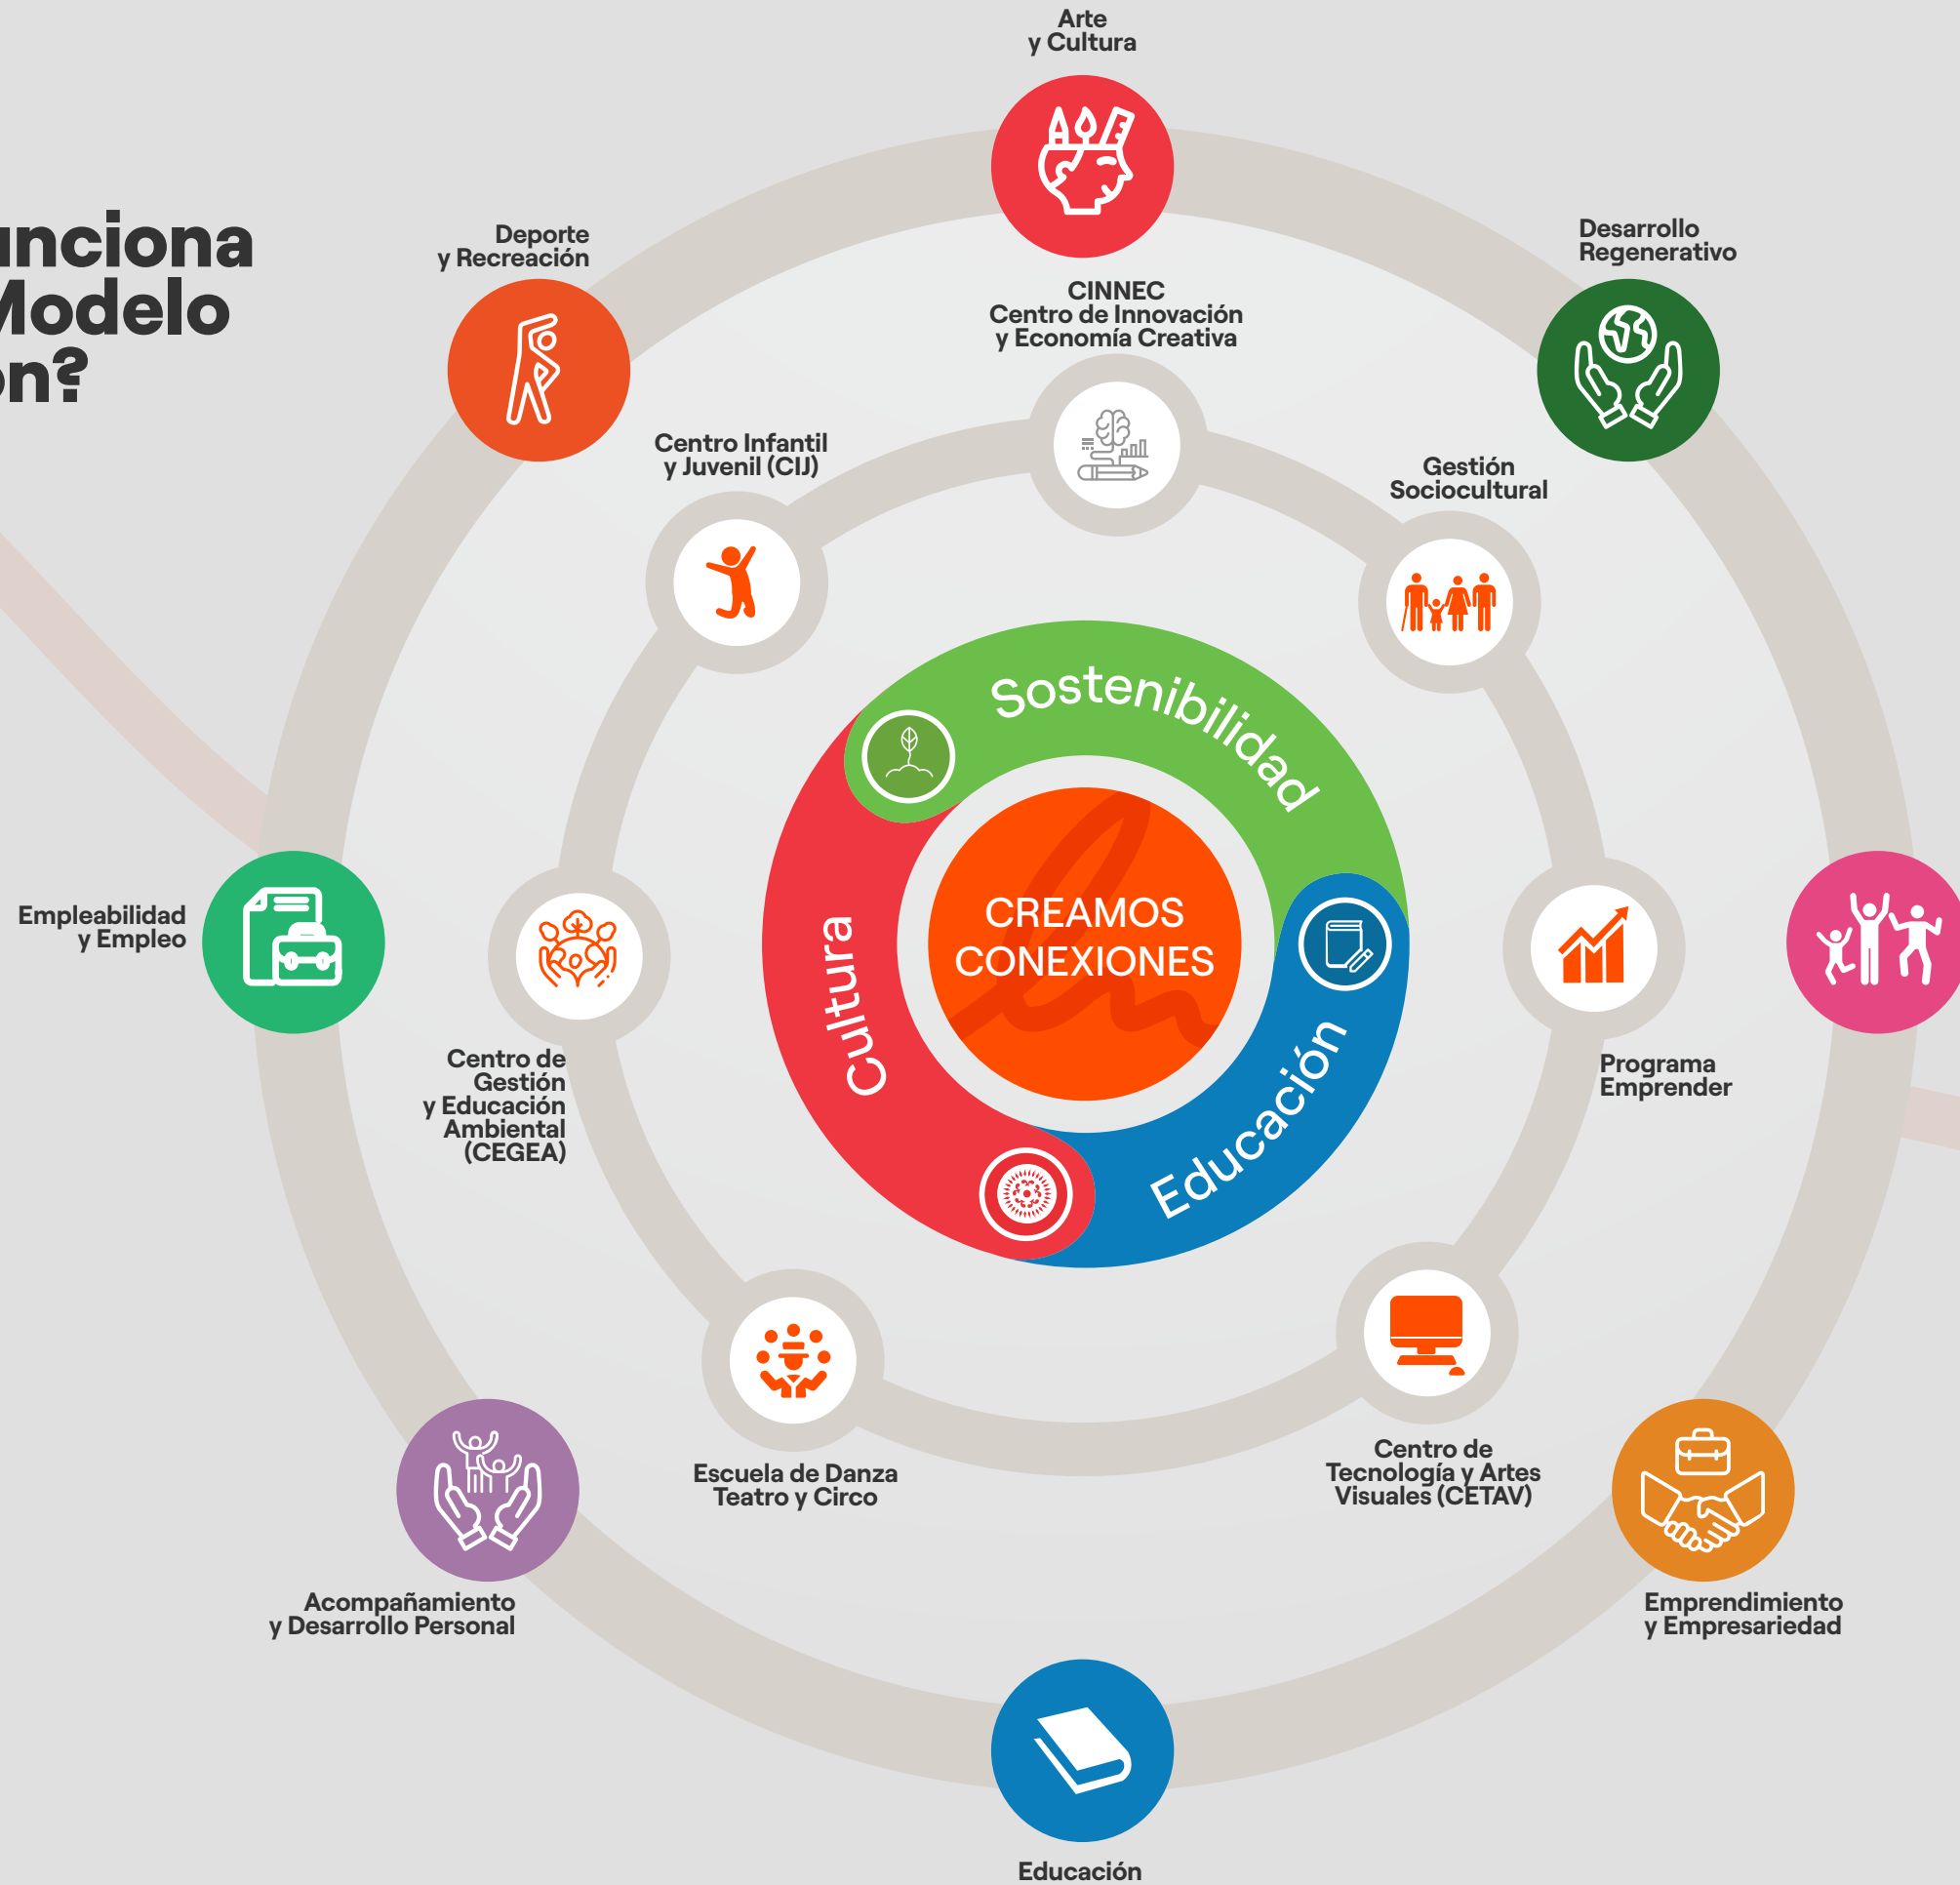 Arte
y Cultura
unciona
Modelo
ón?
Deporte
y Recreación
Desarrollo
Regenerativo
CINNEC
Centro de Innovación
y Economía Creativa
Centro Infantil
y Juvenil (CIJ)
Gestión
Sociocultural
Sostenibilidad
Cultura
Educación
CREAMOS
CONEXIONES
Empleabilidad
y Empleo
Centro de
Gestión
y Educación
Ambiental
(CEGEA)
Programa
Emprender
Escuela de Danza
Teatro y Circo
Centro de
Tecnología y Artes
Visuales (CETAV)
Acompañamiento
y Desarrollo Personal
Emprendimiento
y Empresariedad
Educación